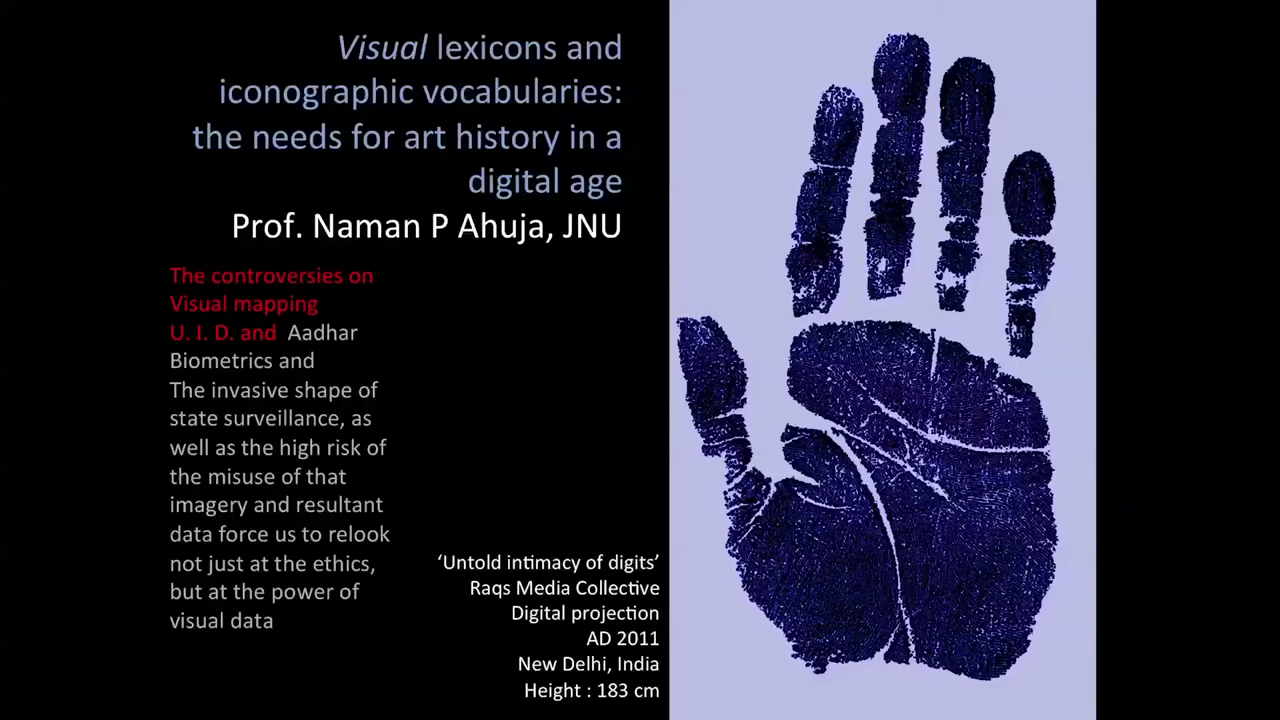 Visual lexicons and
iconographic vocabularies:
the needs for art history in a
digital age
Prof. Naman P Ahuja, JNU
The controversies on
Visual mapping
U. I. D. and Aadhar
Biometrics and
The invasive shape of
state surveillance, as
well as the high risk of
the misuse of that
imagery and resultant
data force us to relook
not just at the ethics,
but at the power of
visual data
‘Untold intimacy of digits’
Raqs Media Collective
Digital projection
AD 2011
New Delhi, India
Height : 183 cm